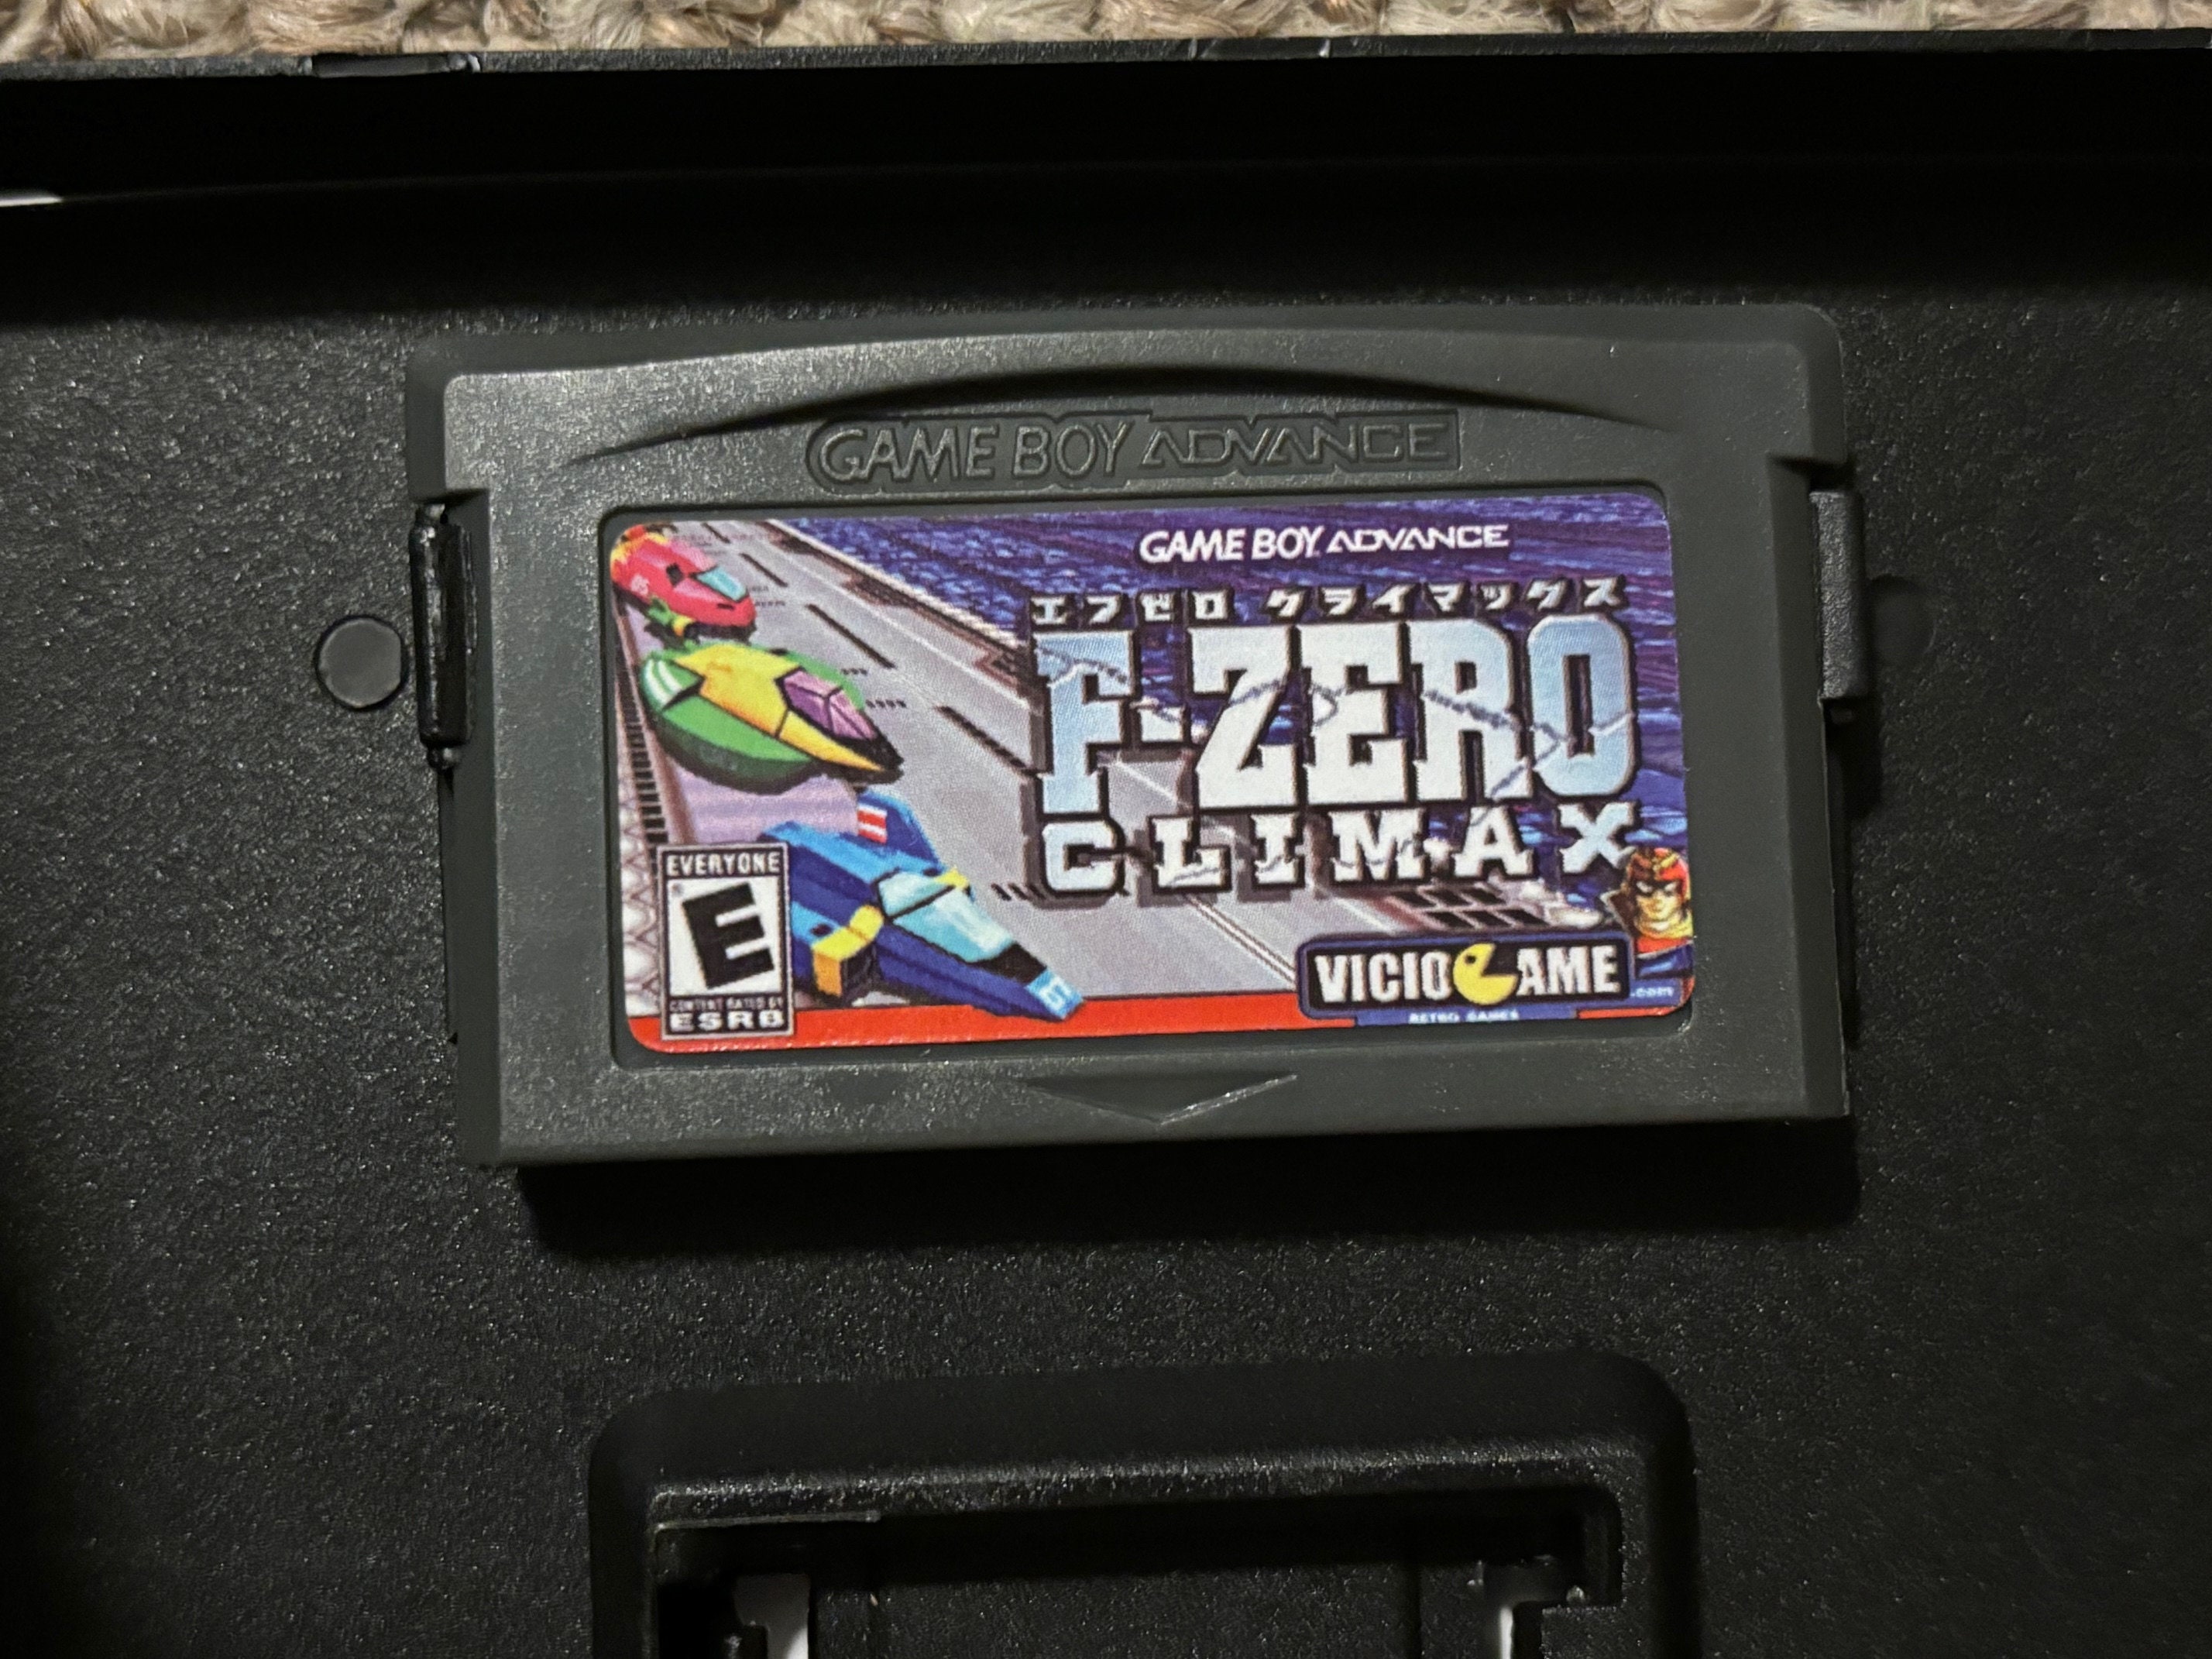 GAME BOY ADVANCE
GAME BOY ADVANCE
エフゼロ クライマックス
F-ZERO
CLIMAX
EVERYONE
E
CONTENT RATED BY
ESRB
VICIOGAME
.com
RETRO GAMES